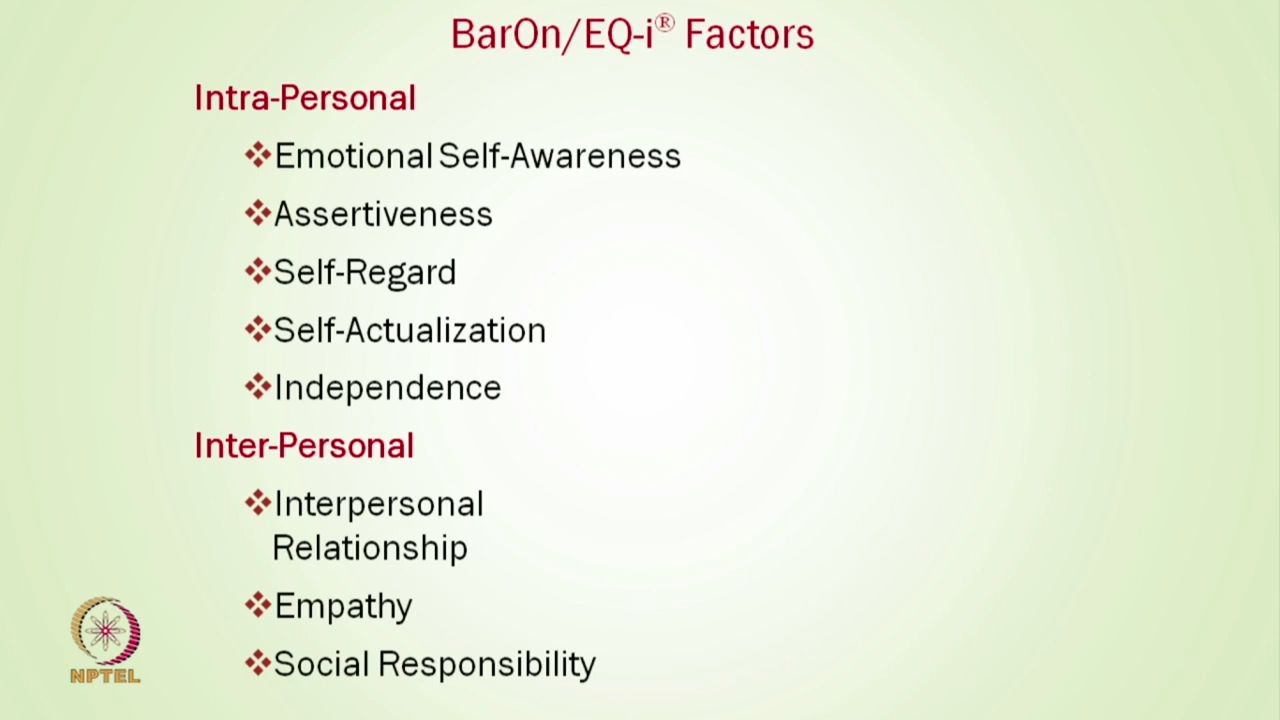 BarOn/EQ-i® Factors
Intra-Personal
❖Emotional Self-Awareness
❖Assertiveness
❖Self-Regard
❖Self-Actualization
❖Independence
Inter-Personal
❖Interpersonal
Relationship
❖Empathy
❖Social Responsibility
NPTEL